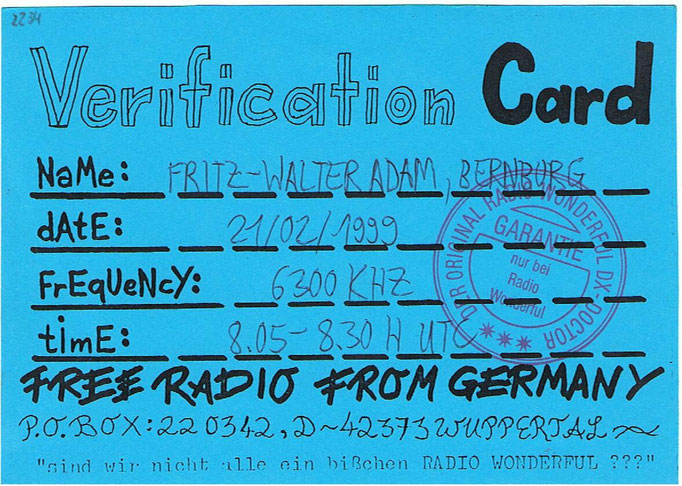 2234
Verification Card
NaMe: FRITZ-WALTER ADAM, BERNBURG
dAtE: 21/02/1999
FrEqUeNcY: 6300 KHZ
timE: 8.05-8.30 H UTC
DER ORIGINAL RADIO WONDERFUL DX-DOCTOR ***
GARANTIE
nur bei
Radio
Wonderful
FREE RADIO FROM GERMANY
P.O.BOX: 220342, D~42373 WUPPERTAL
"sind wir nicht alle ein bißchen RADIO WONDERFUL ???"